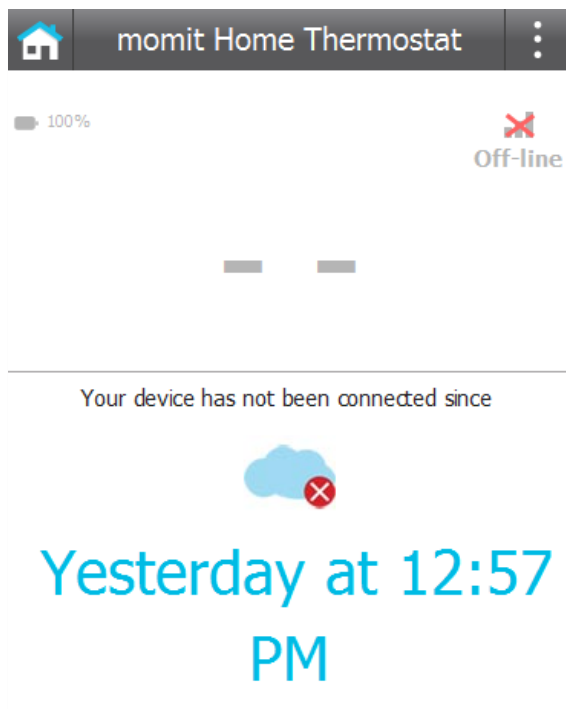 momit Home Thermostat
100%
Off-line
– –
Your device has not been connected since
Yesterday at 12:57
PM